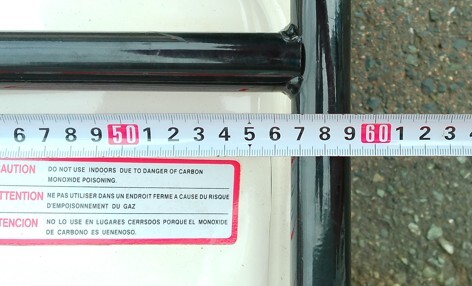 6 7 8 9 50 1 2 3 4 5 6 7 8 9 60 1 2 3
AUTION DO NOT USE INDOORS DUE TO DANGER OF CARBON
MONOXIDE POISONING.
TTENTION NE PAS UTILISER DANS UN ENDROIT FERME A CAUSE DU RISQUE
D'EMPOISONNEMENT DU GAZ
TENCION NO LO USE EN LUGARES CERRSDOS PORQUE EL MONOXIDE
DE CARBONO ES UENENOSO.